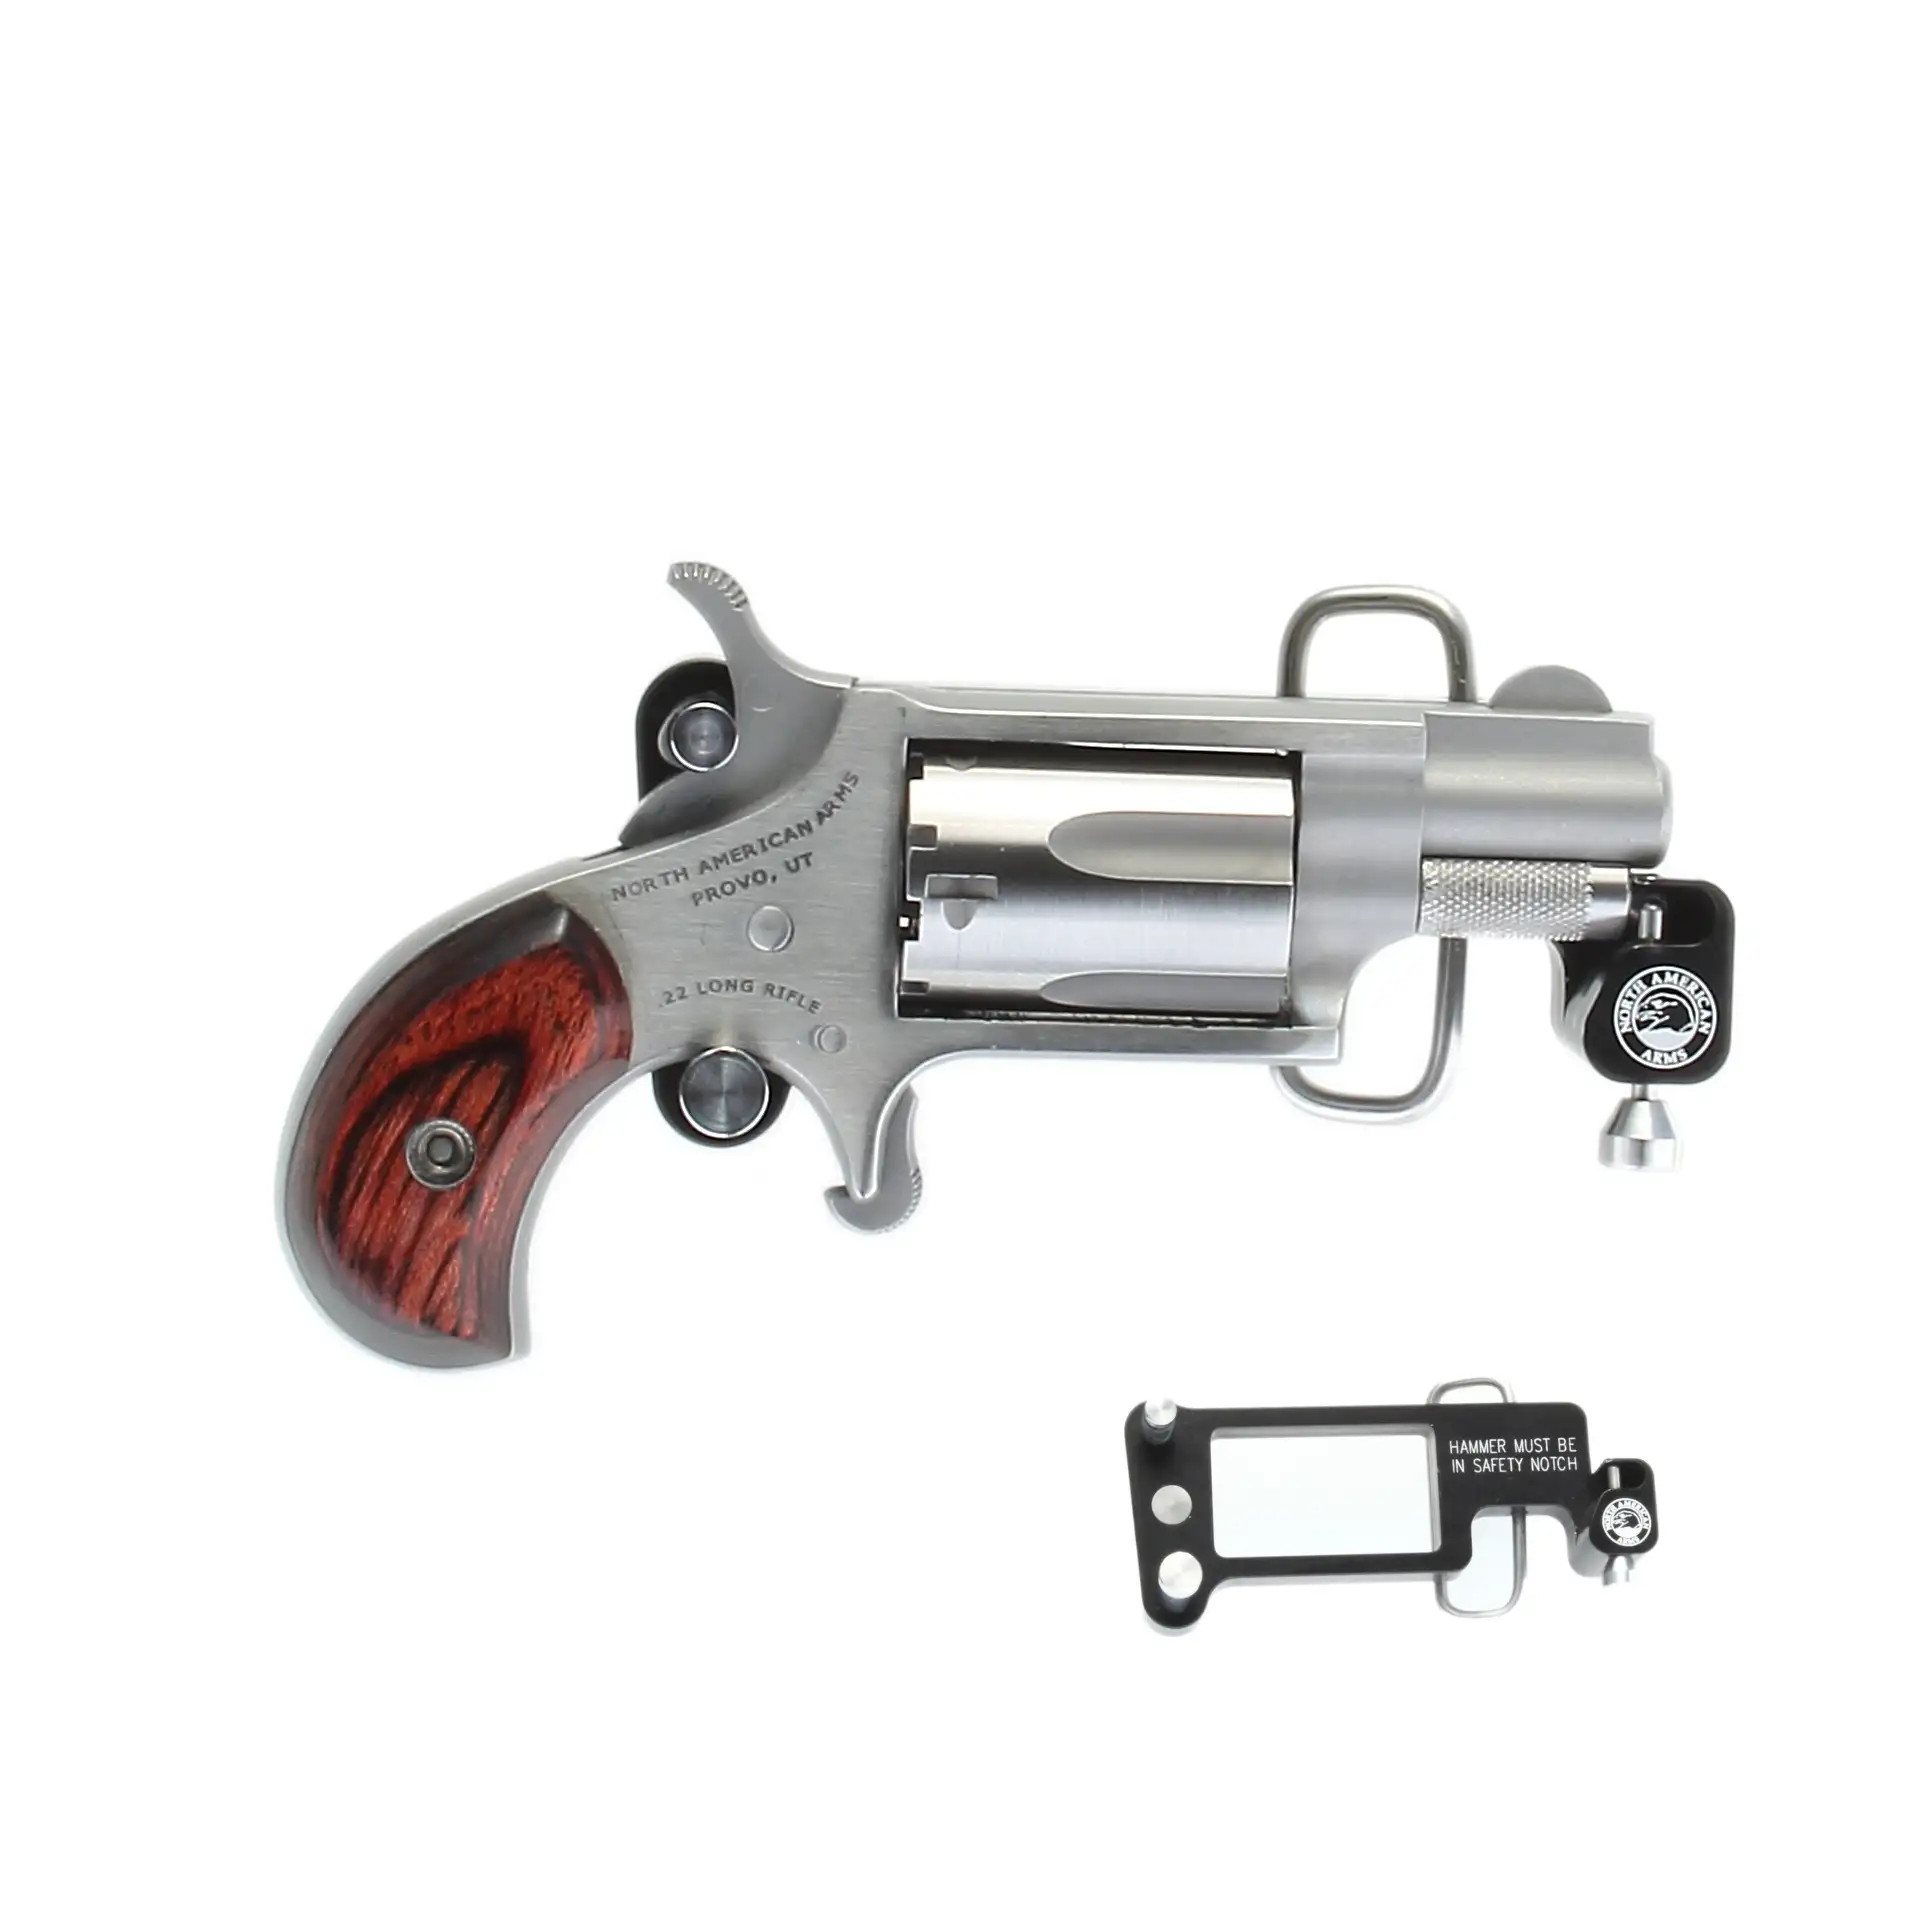 NORTH AMERICAN ARMS
PROVO, UT
.22 LONG RIFLE
NORTH AMERICAN
ARMS
HAMMER MUST BE
IN SAFETY NOTCH
NORTH AMERICAN
ARMS